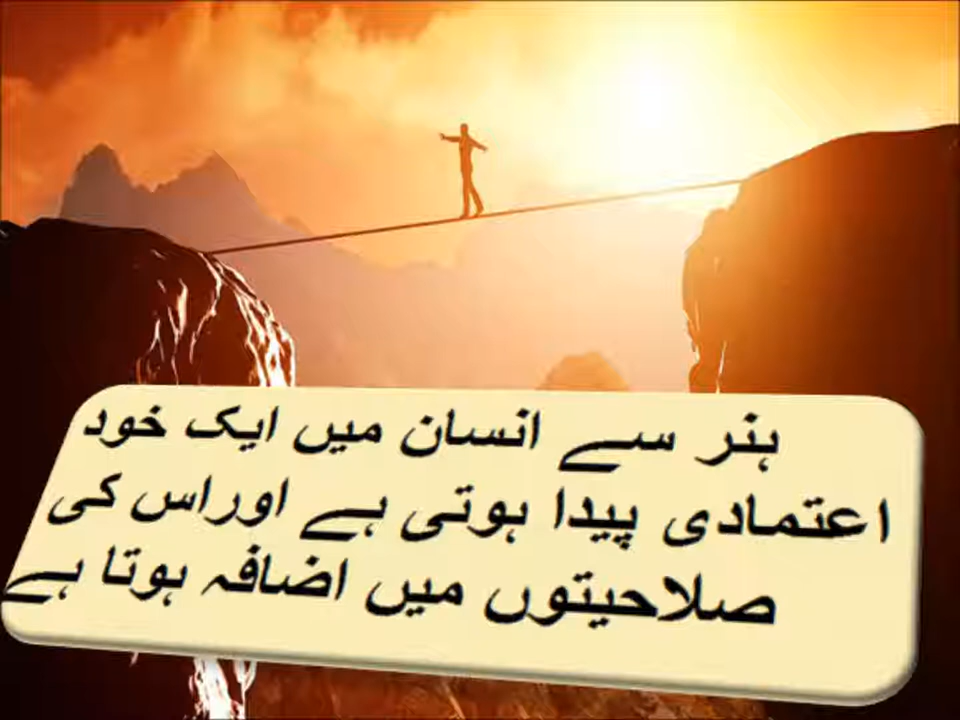 ہنر سے انسان میں ایک خود
اعتمادی پیدا ہوتی ہے اوراس کی
صلاحیتوں میں اضافہ ہوتا ہے